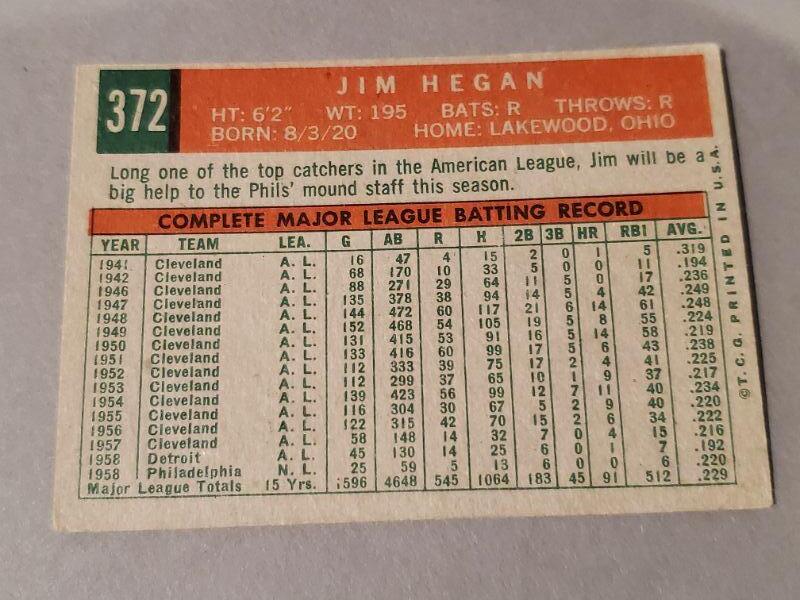 372
JIM HEGAN
HT: 6'2" WT: 195 BATS: R THROWS: R
BORN: 8/3/20 HOME: LAKEWOOD, OHIO
Long one of the top catchers in the American League, Jim will be a
big help to the Phils' mound staff this season.
COMPLETE MAJOR LEAGUE BATTING RECORD
YEAR TEAM LEA. G AB R H 2B 3B HR RBI AVG.
1941 Cleveland A. L. 16 47 4 15 2 0 1 5 .319
1942 Cleveland A. L. 68 170 10 33 5 0 0 11 .194
1946 Cleveland A. L. 88 271 29 64 11 5 0 17 .236
1947 Cleveland A. L. 135 378 38 94 14 5 4 42 .249
1948 Cleveland A. L. 144 472 60 117 21 6 14 61 .248
1949 Cleveland A. L. 152 468 54 105 19 5 8 55 .224
1950 Cleveland A. L. 131 415 53 91 16 5 14 58 .219
1951 Cleveland A. L. 133 416 60 99 17 5 6 43 .238
1952 Cleveland A. L. 112 333 39 75 17 2 4 41 .225
1953 Cleveland A. L. 112 299 37 65 10 1 9 37 .217
1954 Cleveland A. L. 139 423 56 99 12 7 11 40 .234
1955 Cleveland A. L. 116 304 30 67 5 2 9 40 .220
1956 Cleveland A. L. 122 315 42 70 15 2 6 34 .222
1957 Cleveland A. L. 58 148 14 32 7 0 4 15 .216
1958 Detroit A. L. 45 130 14 25 6 0 1 7 .192
1958 Philadelphia N. L. 25 59 5 13 6 0 0 6 .220
Major League Totals 15 Yrs. 1596 4648 545 1064 183 45 91 512 .229
© T. C. G. PRINTED IN U. S. A.